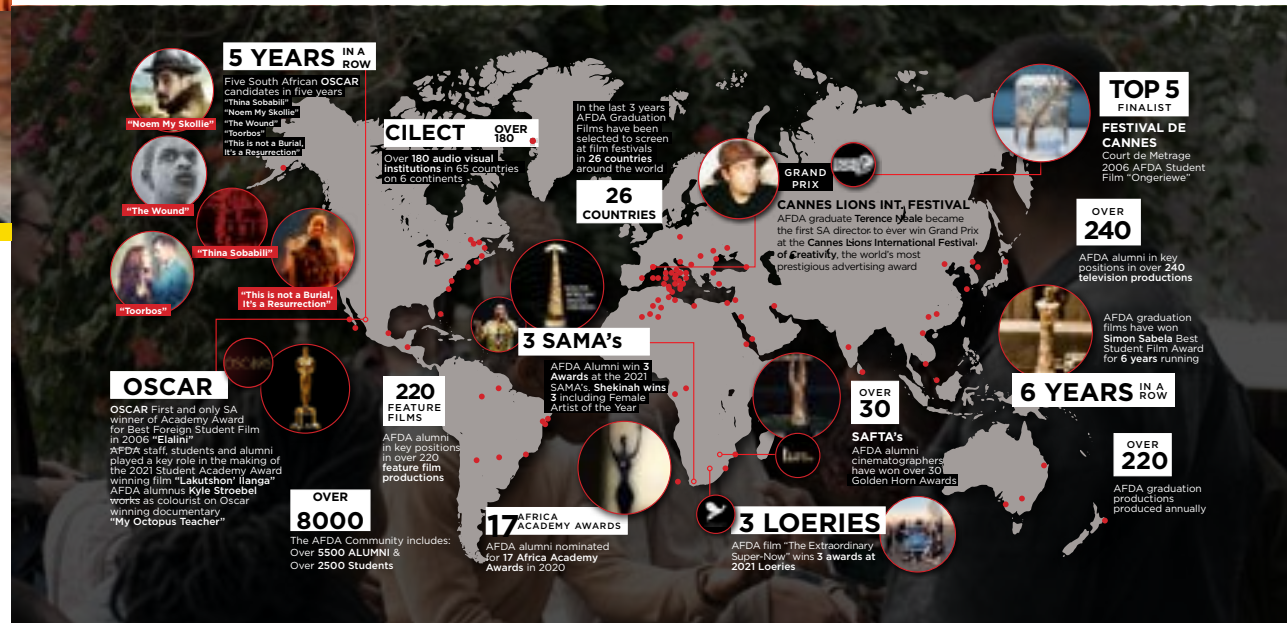 5 YEARS IN A ROW
Five South African OSCAR
candidates in five years
"Thina Sobabili"
"Noem My Skollie"
"The Wound"
"Toorbos"
"This is not a Burial,
It's a Resurrection"
"Noem My Skollie"
"The Wound"
"Thina Sobabili"
"Toorbos"
"This is not a Burial,
It's a Resurrection"
CILECT OVER 180
Over 180 audio visual
institutions in 65 countries
on 6 continents
In the last 3 years
AFDA Graduation
Films have been
selected to screen
at film festivals
in 26 countries
around the world
26
COUNTRIES
GRAND
PRIX
CANNES LIONS INT. FESTIVAL
AFDA graduate Terence Neale became
the first SA director to ever win Grand Prix
at the Cannes Lions International Festival
of Creativity, the world's most
prestigious advertising award
TOP 5
FINALIST
FESTIVAL DE
CANNES
Court de Metrage
2006 AFDA Student
Film "Ongeriewe"
OVER
240
AFDA alumni in key
positions in over 240
television productions
AFDA graduation
films have won
Simon Sabela Best
Student Film Award
for 6 years running
6 YEARS IN A ROW
OVER
220
AFDA graduation
productions
produced annually
OSCARS
OSCAR
OSCAR First and only SA
winner of Academy Award
for Best Foreign Student Film
in 2006 "Elalini"
AFDA staff, students and alumni
played a key role in the making of
the 2021 Student Academy Award
winning film "Lakutshon' Ilanga"
AFDA alumnus Kyle Stroebel
works as colourist on Oscar
winning documentary
"My Octopus Teacher"
220
FEATURE
FILMS
AFDA alumni
in key positions
in over 220
feature film
productions
3 SAMA's
AFDA Alumni win 3
Awards at the 2021
SAMA's. Shekinah wins
3 including Female
Artist of the Year
OVER
30
SAFTA's
AFDA alumni
cinematographers
have won over 30
Golden Horn Awards
OVER
8000
The AFDA Community includes:
Over 5500 ALUMNI &
Over 2500 Students
17 AFRICA
ACADEMY AWARDS
AFDA alumni nominated
for 17 Africa Academy
Awards in 2020
3 LOERIES
AFDA film "The Extraordinary
Super-Now" wins 3 awards at
2021 Loeries